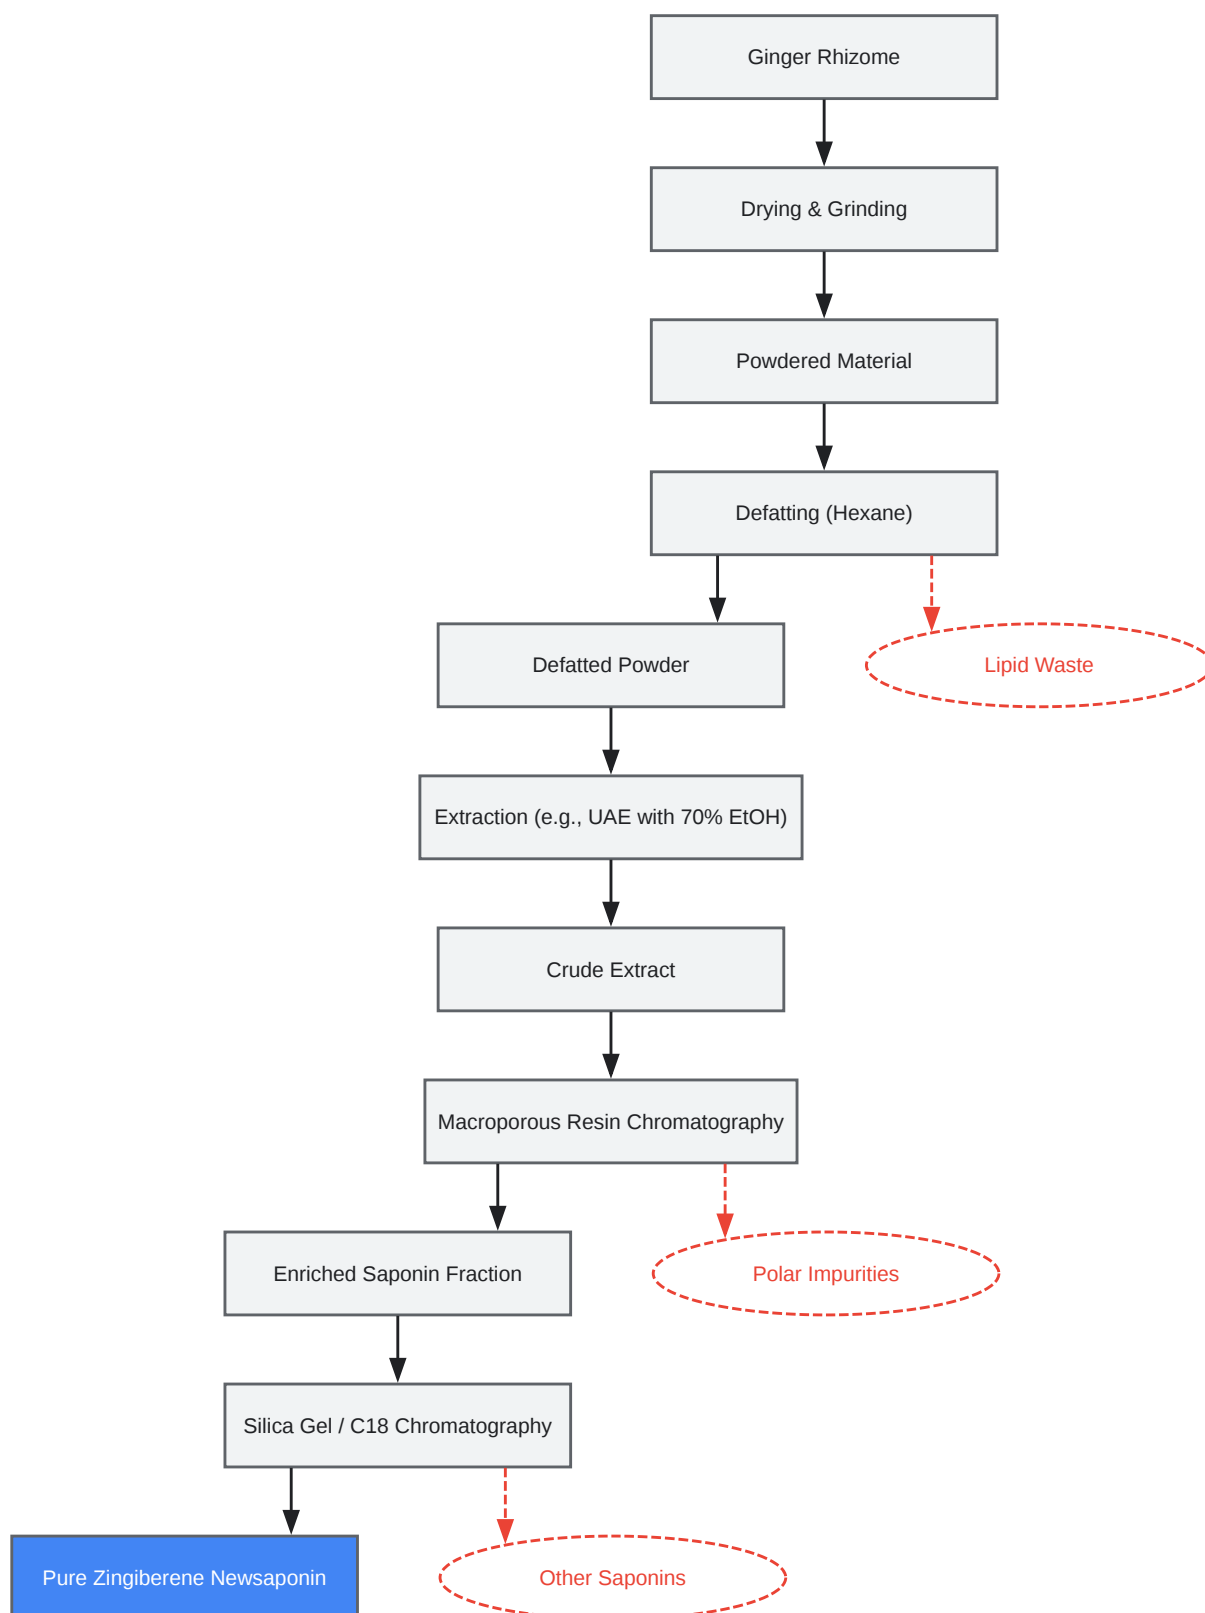 Ginger Rhizome
Drying & Grinding
Powdered Material
Defatting (Hexane)
Defatted Powder
Lipid Waste
Extraction (e.g., UAE with 70% EtOH)
Crude Extract
Macroporous Resin Chromatography
Enriched Saponin Fraction
Polar Impurities
Silica Gel / C18 Chromatography
Pure Zingiberene Newsaponin
Other Saponins